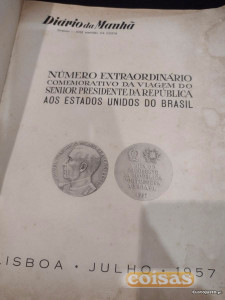 Diário da Manhã
NÚMERO EXTRAORDINÁRIO
COMEMORATIVO DA VIAGEM DO
SENHOR PRESIDENTE DA REPÚBLICA
AOS ESTADOS UNIDOS DO BRASIL
LISBOA • JULHO • 1957
coisas